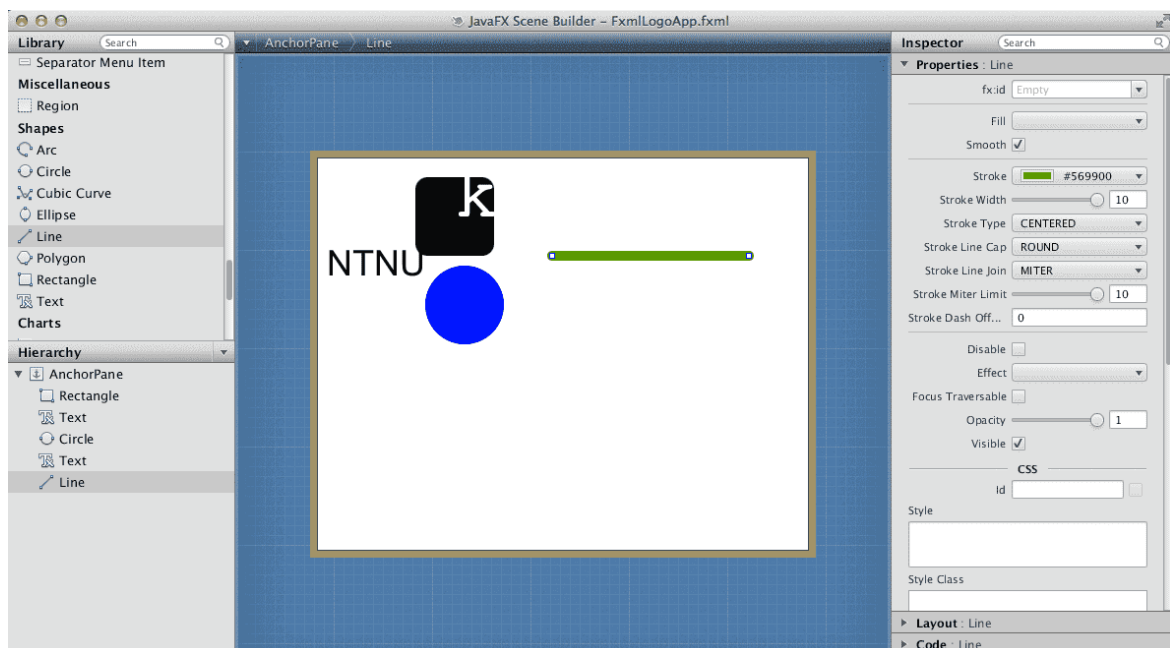 JavaFX Scene Builder – FxmlLogoApp.fxml
Library Search
Separator Menu Item
Miscellaneous
Region
Shapes
Arc
Circle
Cubic Curve
Ellipse
Line
Polygon
Rectangle
Text
Charts
Hierarchy
AnchorPane
Rectangle
Text
Circle
Text
Line
AnchorPane Line
k
NTNU
Inspector Search
Properties : Line
fx:id Empty
Fill
Smooth
Stroke #569900
Stroke Width 10
Stroke Type CENTERED
Stroke Line Cap ROUND
Stroke Line Join MITER
Stroke Miter Limit 10
Stroke Dash Off... 0
Disable
Effect
Focus Traversable
Opacity 1
Visible
CSS
Id
Style
Style Class
Layout : Line
Code : Line